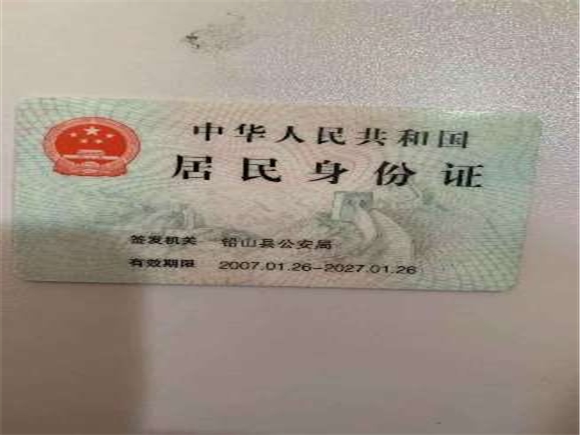 中华人民共和国
居民身份证
签发机关 铅山县公安局
有效期限 2007.01.26-2027.01.26